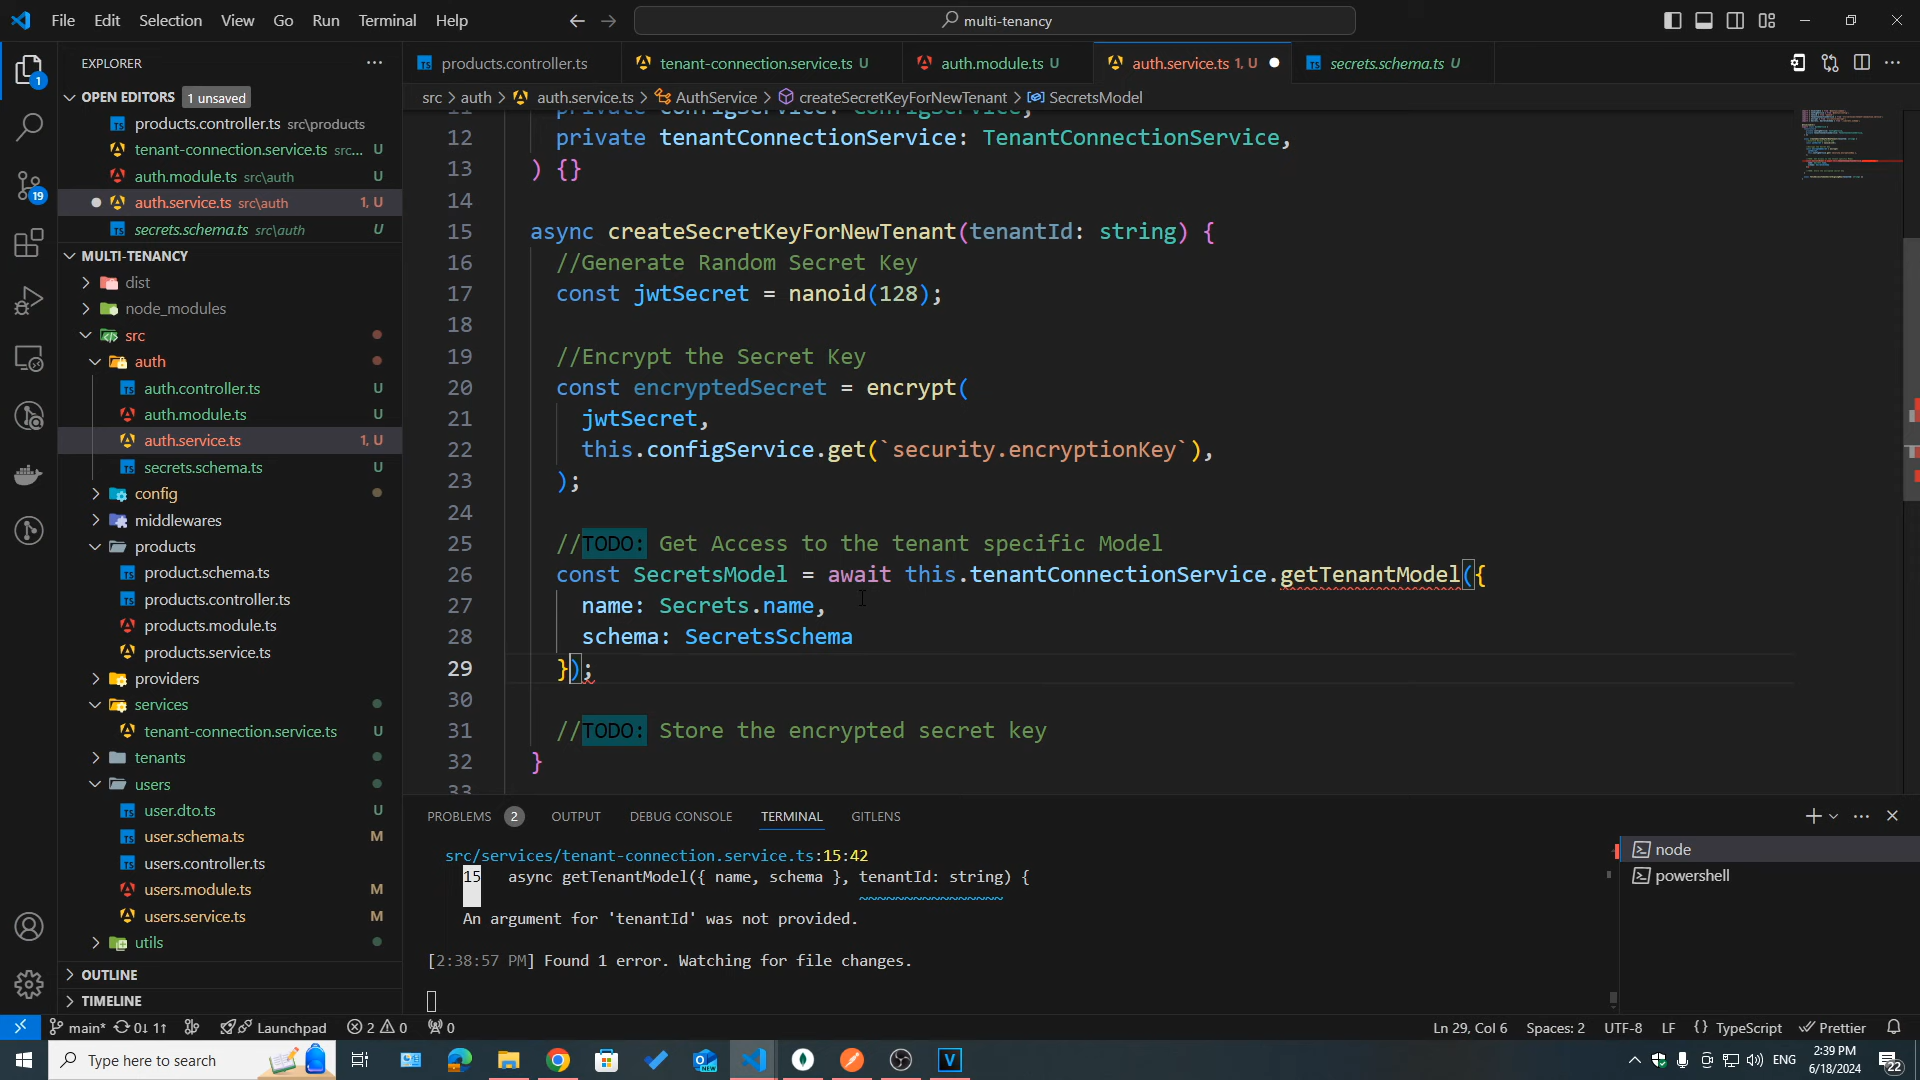 File Edit Selection View Go Run Terminal Help
multi-tenancy
EXPLORER
OPEN EDITORS 1 unsaved
products.controller.ts src\products
tenant-connection.service.ts src... U
auth.module.ts src\auth U
auth.service.ts src\auth 1, U
secrets.schema.ts src\auth U
MULTI-TENANCY
dist
node_modules
src
auth
auth.controller.ts U
auth.module.ts U
auth.service.ts 1, U
secrets.schema.ts U
config
middlewares
products
product.schema.ts
products.controller.ts
products.module.ts
products.service.ts
providers
services
tenant-connection.service.ts U
tenants
users
user.dto.ts U
user.schema.ts M
users.controller.ts
users.module.ts M
users.service.ts M
utils
OUTLINE
TIMELINE
1
19
products.controller.ts tenant-connection.service.ts U auth.module.ts U auth.service.ts 1, U secrets.schema.ts U
src > auth > auth.service.ts > AuthService > createSecretKeyForNewTenant > SecretsModel
11 private configService: ConfigService,
12 private tenantConnectionService: TenantConnectionService,
13 ) {}
14
15 async createSecretKeyForNewTenant(tenantId: string) {
16 //Generate Random Secret Key
17 const jwtSecret = nanoid(128);
18
19 //Encrypt the Secret Key
20 const encryptedSecret = encrypt(
21 jwtSecret,
22 this.configService.get(`security.encryptionKey`),
23 );
24
25 //TODO: Get Access to the tenant specific Model
26 const SecretsModel = await this.tenantConnectionService.getTenantModel({
27 name: Secrets.name,
28 schema: SecretsSchema
29 });
30
31 //TODO: Store the encrypted secret key
32 }
33
PROBLEMS 2 OUTPUT DEBUG CONSOLE TERMINAL GITLENS
src/services/tenant-connection.service.ts:15:42
15 async getTenantModel({ name, schema }, tenantId: string) {
~~~~~~~~~~~~~~~~
An argument for 'tenantId' was not provided.
[2:38:57 PM] Found 1 error. Watching for file changes.
node
powershell
main* 0↓ 1↑ Launchpad 2 0 0
Ln 29, Col 6 Spaces: 2 UTF-8 LF {} TypeScript Prettier
Type here to search
NEW
V
ENG
2:39 PM
6/18/2024
22